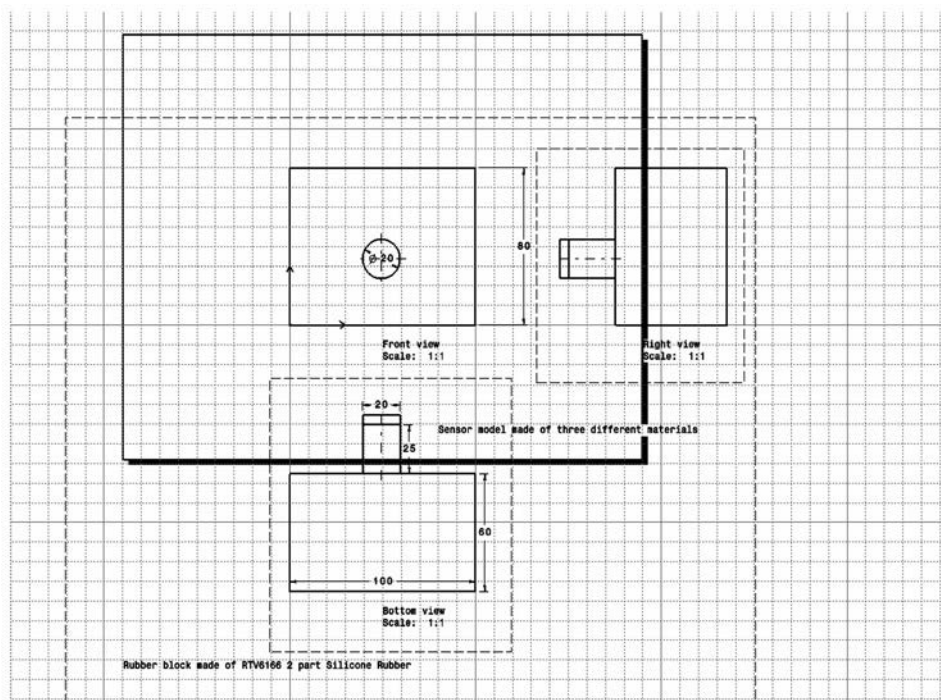 80
Ø 20
Front view
Scale: 1:1
Right view
Scale: 1:1
20
Sensor model made of three different materials
25
60
100
Bottom view
Scale: 1:1
Rubber block made of RTV6166 2 part Silicone Rubber